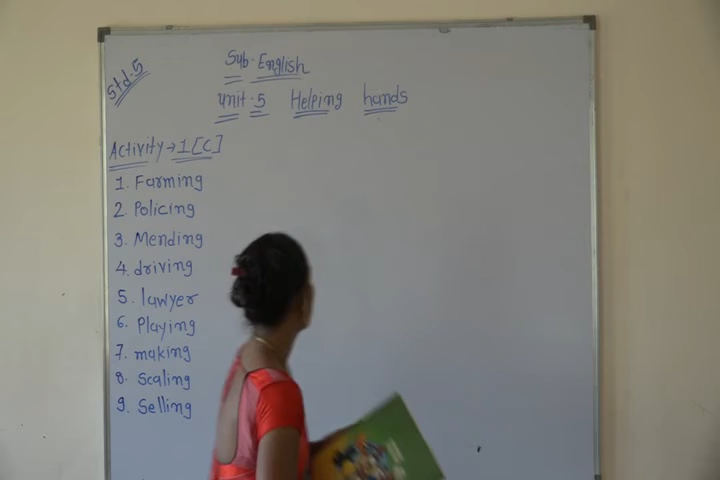 Std.5
Sub. English
Unit.5 Helping hands
Activity → 1 [C]
1. Farming
2. Policing
3. Mending
4. driving
5. lawyer
6. Playing
7. making
8. Scaling
9. Selling